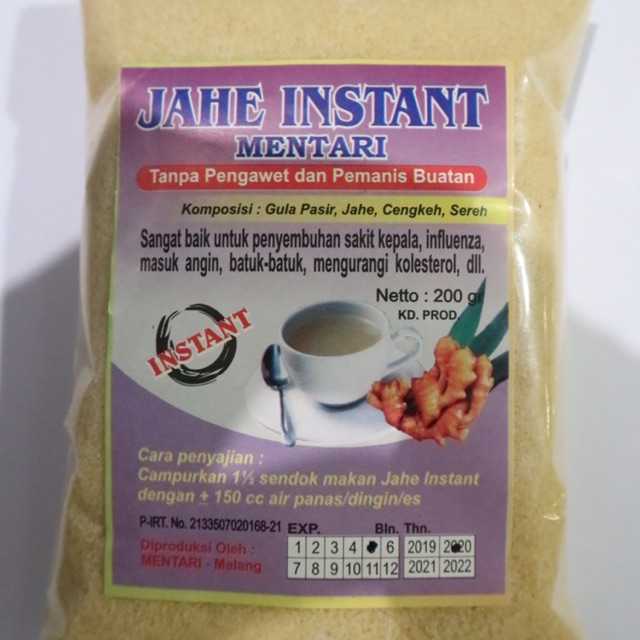 JAHE INSTANT
MENTARI
Tanpa Pengawet dan Pemanis Buatan
Komposisi : Gula Pasir, Jahe, Cengkeh, Sereh
Sangat baik untuk penyembuhan sakit kepala, influenza,
masuk angin, batuk-batuk, mengurangi kolesterol, dll.
Netto : 200 gr
KD. PROD.
INSTANT
Cara penyajian :
Campurkan 1½ sendok makan Jahe Instant
dengan ± 150 cc air panas/dingin/es
P-IRT. No. 2133507020168-21 EXP. Bln. Thn.
Diproduksi Oleh : 1 2 3 4 6 2019 2020
MENTARI - Malang 7 8 9 10 11 12 2021 2022